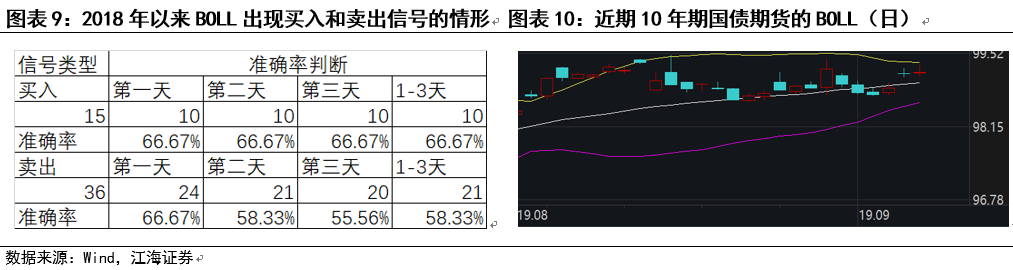 图表 9：2018 年以来 BOLL 出现买入和卖出信号的情形 图表 10：近期 10 年期国债期货的 BOLL（日）
信号类型 准确率判断
买入 第一天 第二天 第三天 1-3天
15 10 10 10 10
准确率 66.67% 66.67% 66.67% 66.67%
卖出 第一天 第二天 第三天 1-3天
36 24 21 20 21
准确率 66.67% 58.33% 55.56% 58.33%
99.52
98.15
96.78
19.08 19.09
数据来源：Wind，江海证券